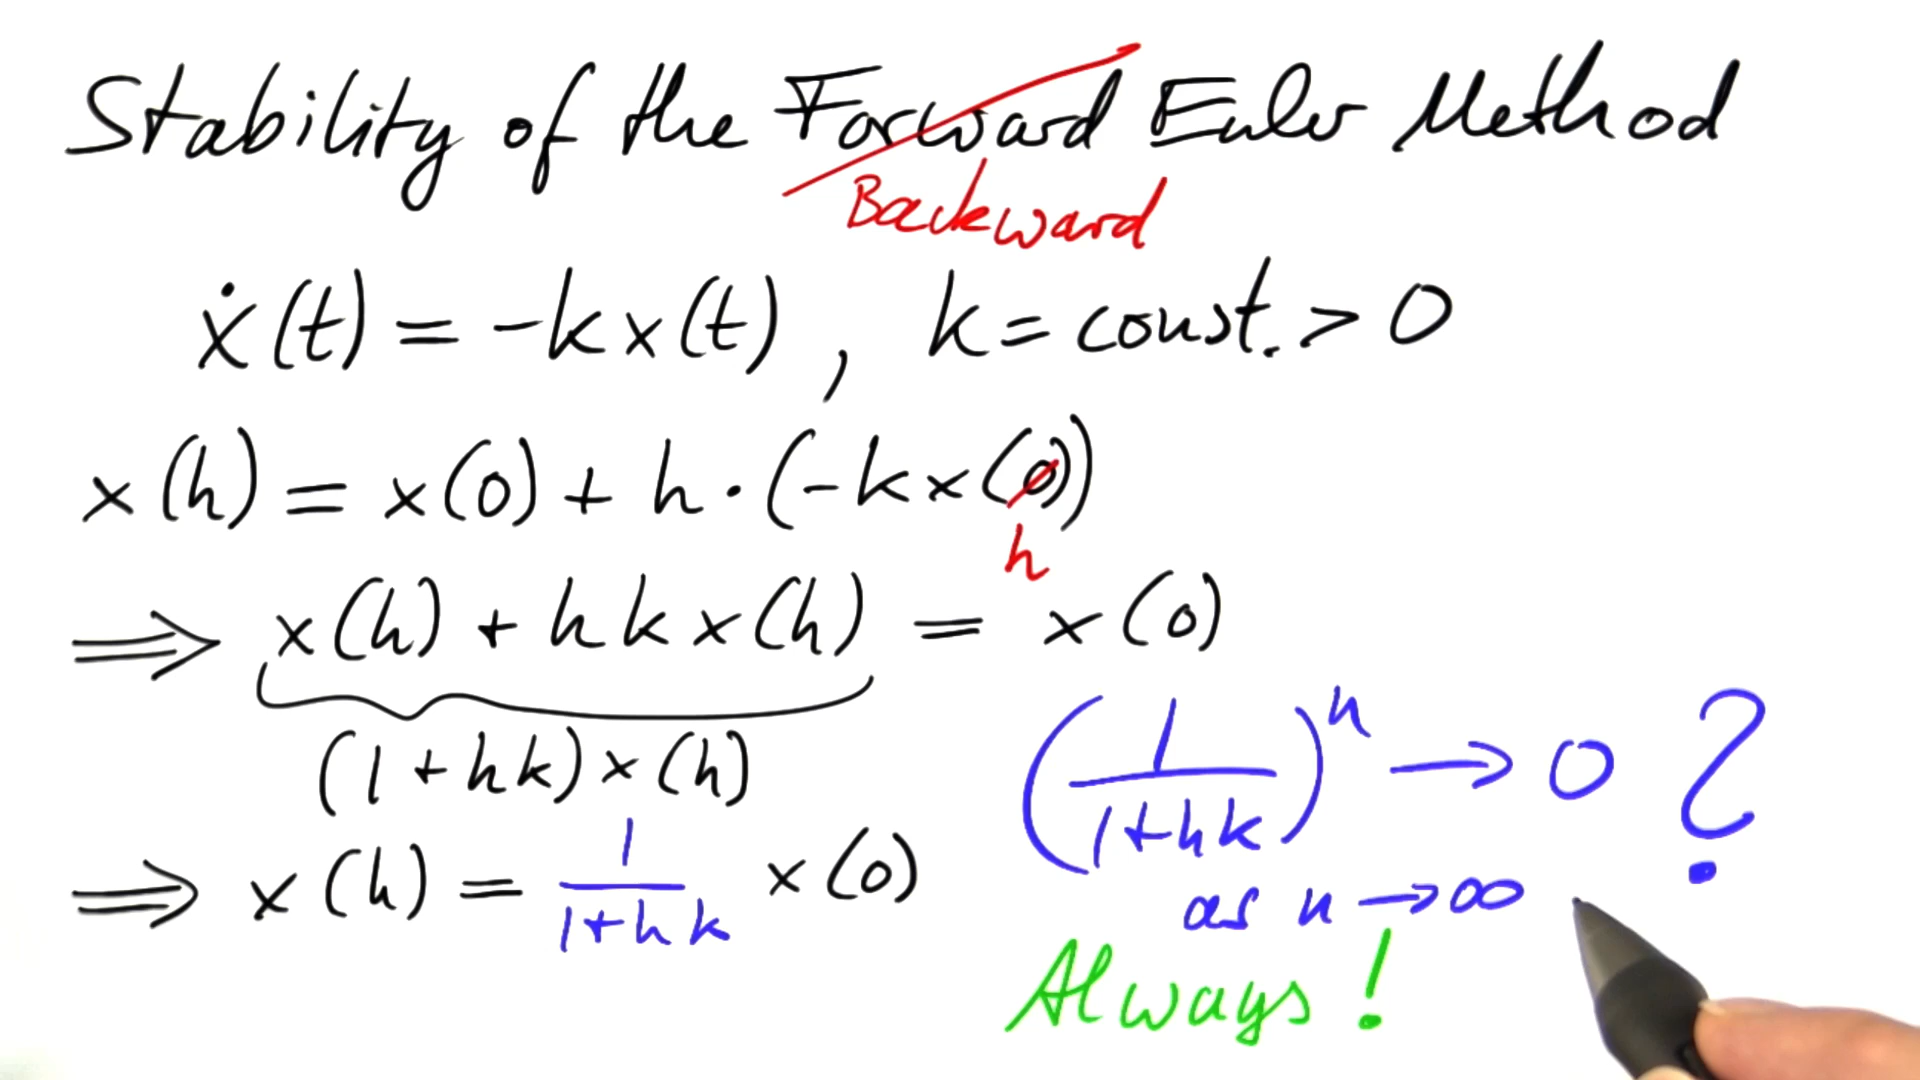 Stability of the Forward Euler Method
Backward
ẋ(t) = -kx(t), k = const. > 0
x(h) = x(0) + h·(-kx(0))
h
⇒ x(h) + hkx(h) = x(0)
(1+hk)x(h)
⇒ x(h) = 1/(1+hk) x(0)
(1/(1+hk))ⁿ → 0 ?
as n → ∞
Always!